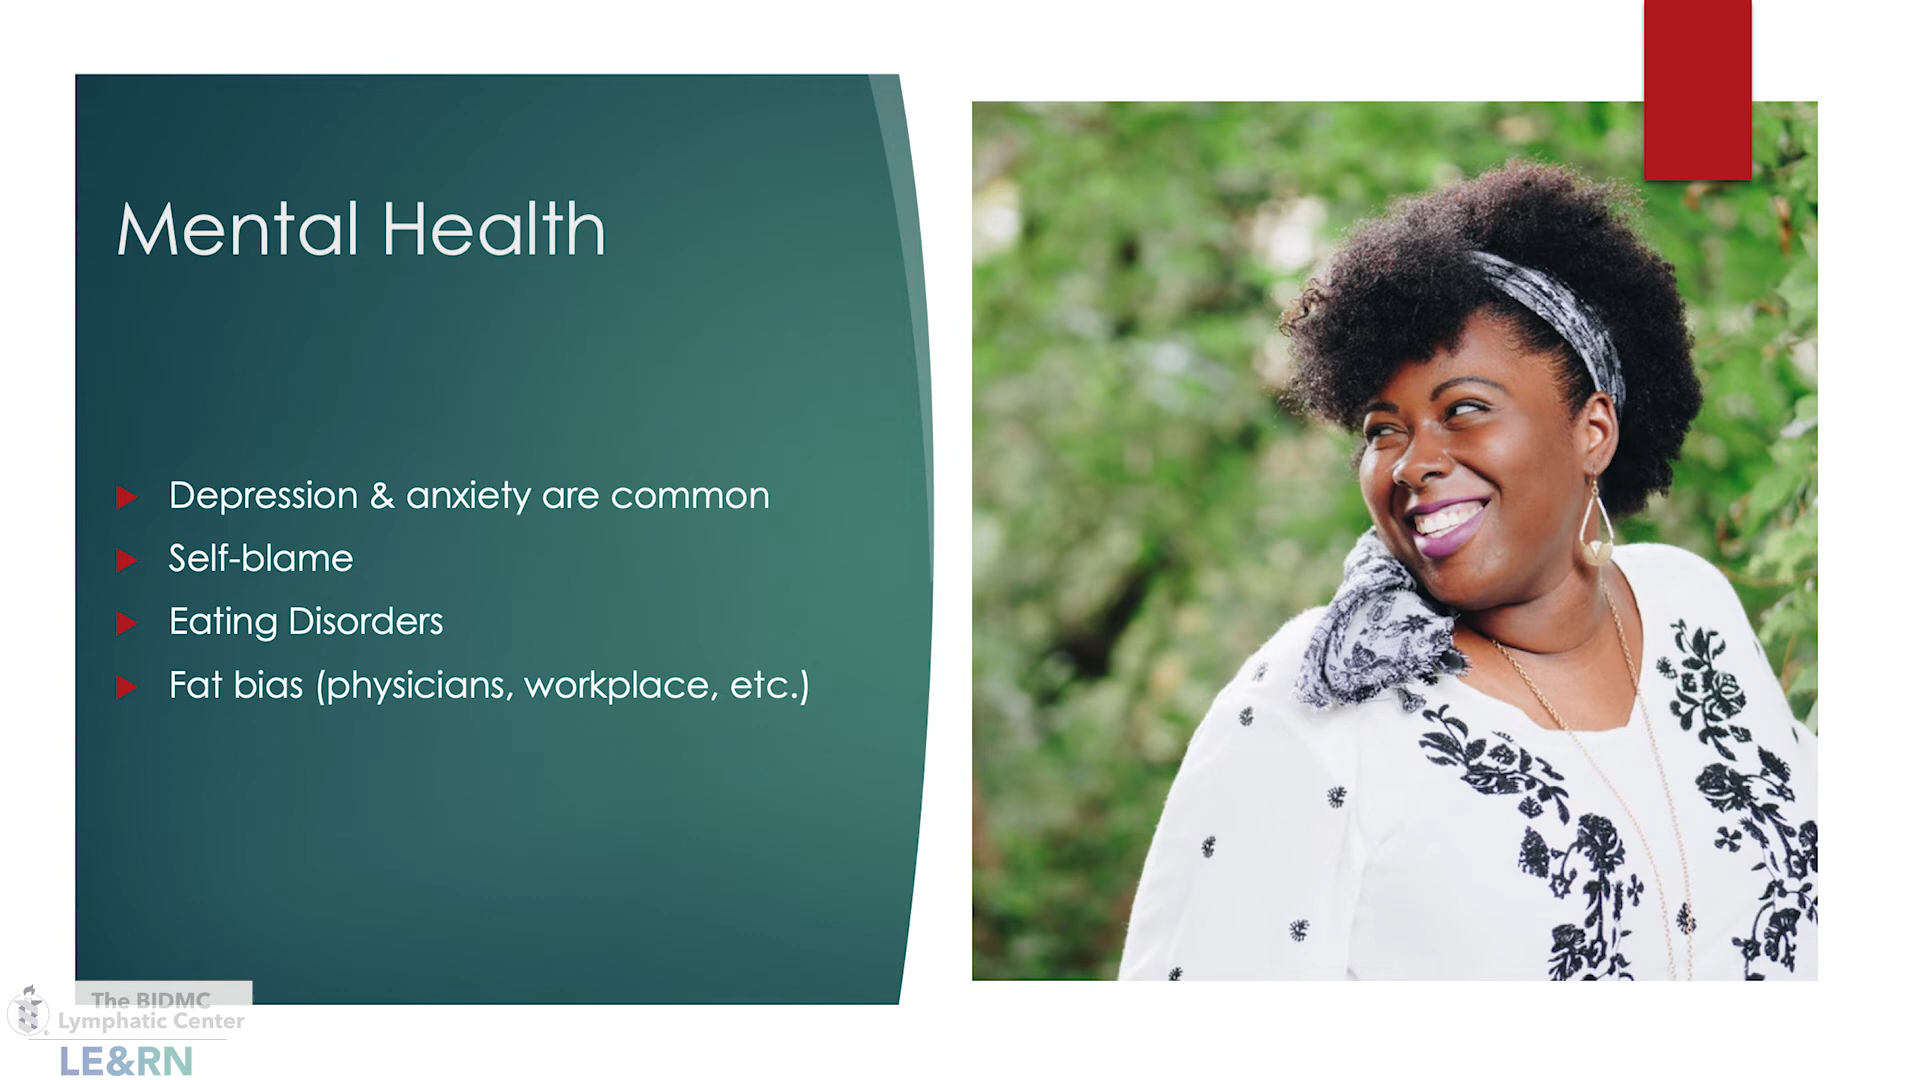 Mental Health
Depression & anxiety are common
Self-blame
Eating Disorders
Fat bias (physicians, workplace, etc.)
The BIDMC
Lymphatic Center
LE&RN